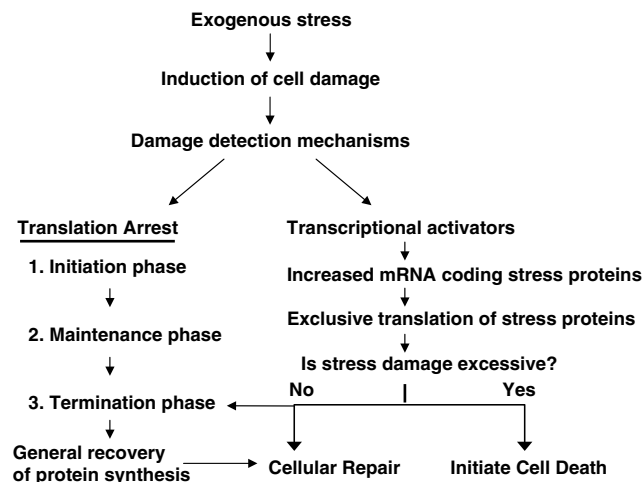 Exogenous stress
Induction of cell damage
Damage detection mechanisms
Translation Arrest
1. Initiation phase
2. Maintenance phase
3. Termination phase
General recovery
of protein synthesis
Transcriptional activators
Increased mRNA coding stress proteins
Exclusive translation of stress proteins
Is stress damage excessive?
No
Yes
Cellular Repair
Initiate Cell Death